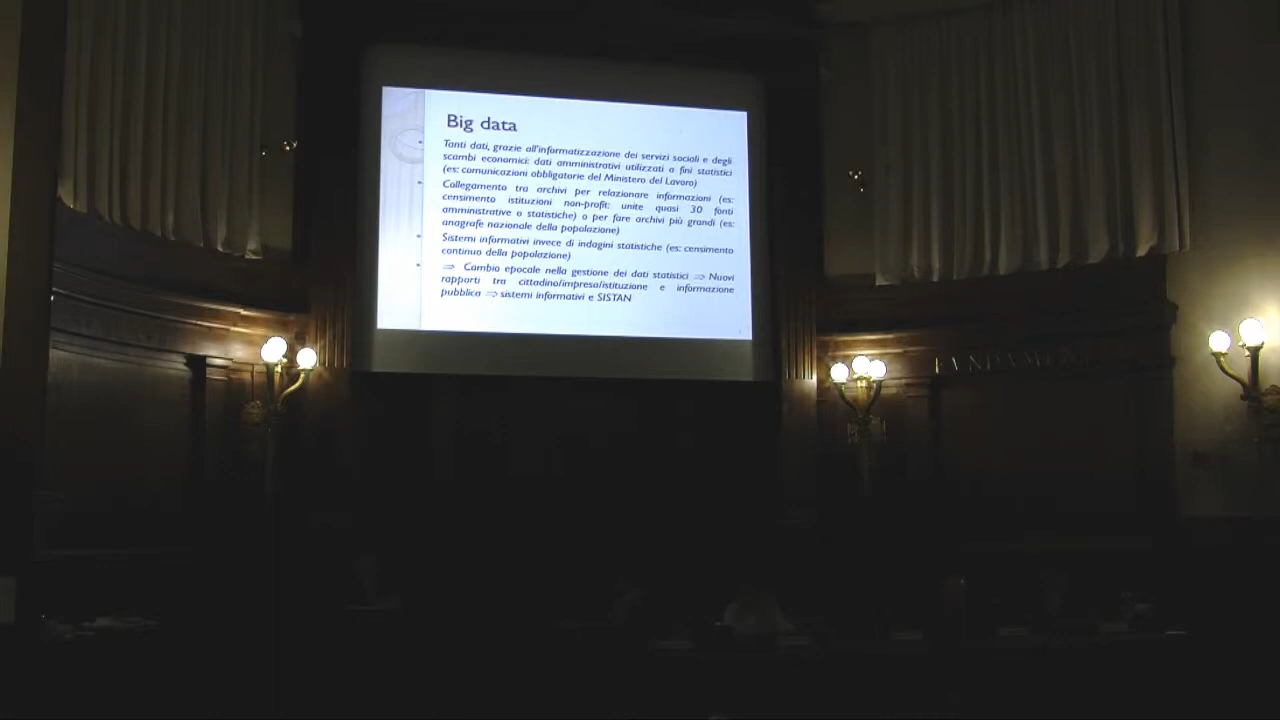 Big data
Tanti dati, grazie all'informatizzazione dei servizi sociali e degli
scambi economici: dati amministrativi utilizzati a fini statistici
(es: comunicazioni obbligatorie del Ministero del Lavoro)
Collegamento tra archivi per relazionare informazioni (es:
censimento istituzioni non-profit: unite quasi 30 fonti
amministrative o statistiche) o per fare archivi più grandi (es:
anagrafe nazionale della popolazione)
Sistemi informativi invece di indagini statistiche (es: censimento
continuo della popolazione)
⇒ Cambio epocale nella gestione dei dati statistici ⇒ Nuovi
rapporti tra cittadino/impresa/istituzione e informazione
pubblica ⇒ sistemi informativi e SISTAN